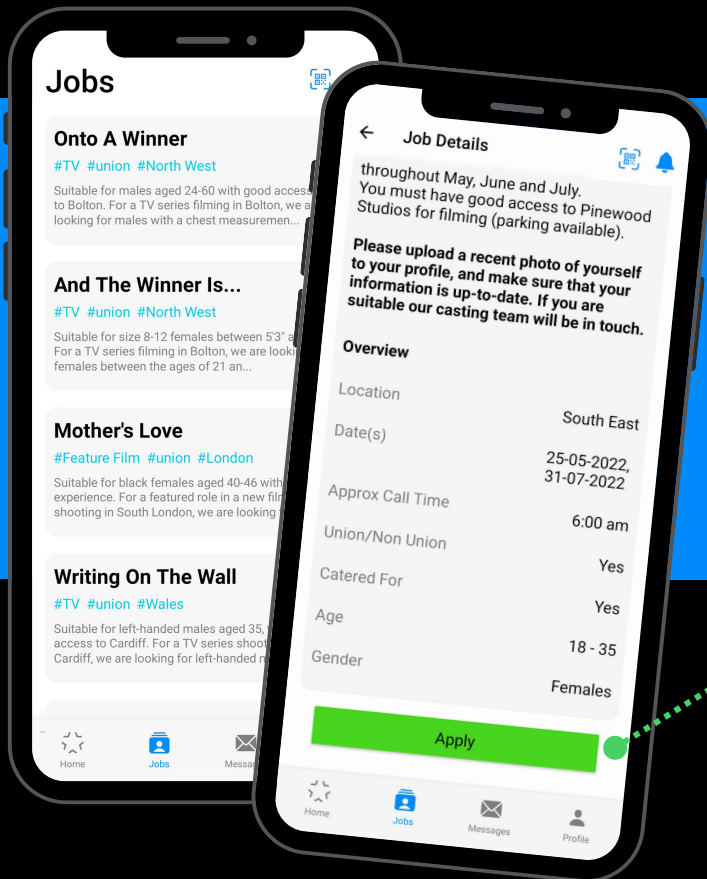 Jobs
Onto A Winner
#TV #union #North West
Suitable for males aged 24-60 with good access
to Bolton. For a TV series filming in Bolton, we
looking for males with a chest measuremen...
And The Winner Is...
#TV #union #North West
Suitable for size 8-12 females between 5'3"
For a TV series filming in Bolton, we are
females between the ages of 21 an...
Mother's Love
#Feature Film #union #London
Suitable for black females aged 40-46 with
experience. For a featured role in a new
shooting in South London, we are looking
Writing On The Wall
#TV #union #Wales
Suitable for left-handed males aged 35,
access to Cardiff. For a TV series
Cardiff, we are looking for left-handed
Home
Jobs
Job Details
throughout May, June and July.
You must have good access to Pinewood
Studios for filming (parking available).
Please upload a recent photo of yourself
to your profile, and make sure that your
information is up-to-date. If you are
suitable our casting team will be in touch.
Overview
Location
South East
Date(s)
25-05-2022,
31-07-2022
Approx Call Time
6:00 am
Union/Non Union
Yes
Catered For
Yes
Age
18 - 35
Gender
Females
Apply
Home
Jobs
Messages
Profile